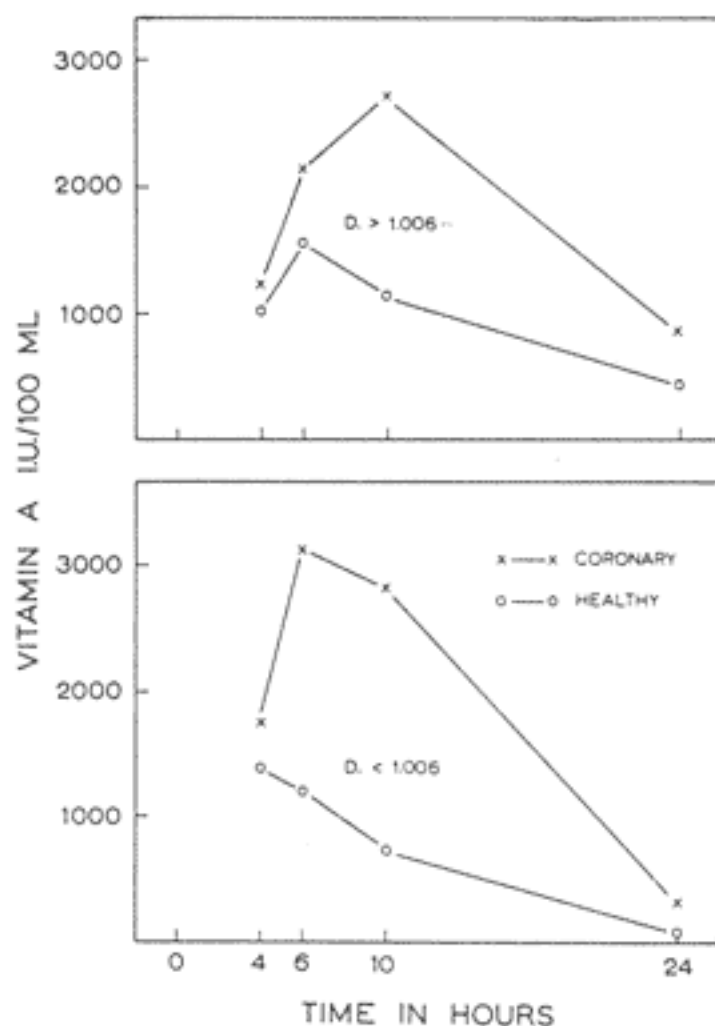 VITAMIN A I.U./100 ML
3000
2000
1000
D. > 1.006
3000
2000
1000
x——x CORONARY
o——o HEALTHY
D. < 1.006
0 4 6 10 24
TIME IN HOURS